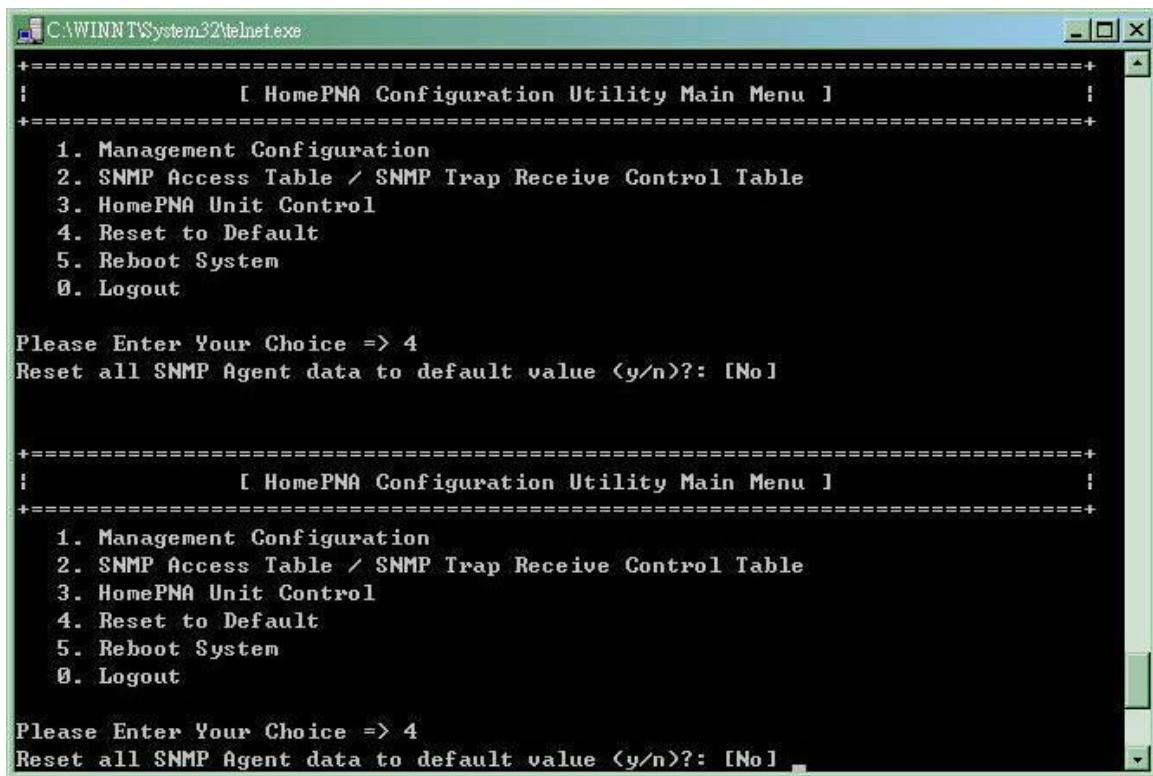 C:\WINNT\System32\telnet.exe
+=============================================================================+
¦ [ HomePNA Configuration Utility Main Menu ] ¦
+=============================================================================+
1. Management Configuration
2. SNMP Access Table / SNMP Trap Receive Control Table
3. HomePNA Unit Control
4. Reset to Default
5. Reboot System
0. Logout
Please Enter Your Choice => 4
Reset all SNMP Agent data to default value (y/n)?: [No]
+=============================================================================+
¦ [ HomePNA Configuration Utility Main Menu ] ¦
+=============================================================================+
1. Management Configuration
2. SNMP Access Table / SNMP Trap Receive Control Table
3. HomePNA Unit Control
4. Reset to Default
5. Reboot System
0. Logout
Please Enter Your Choice => 4
Reset all SNMP Agent data to default value (y/n)?: [No] _